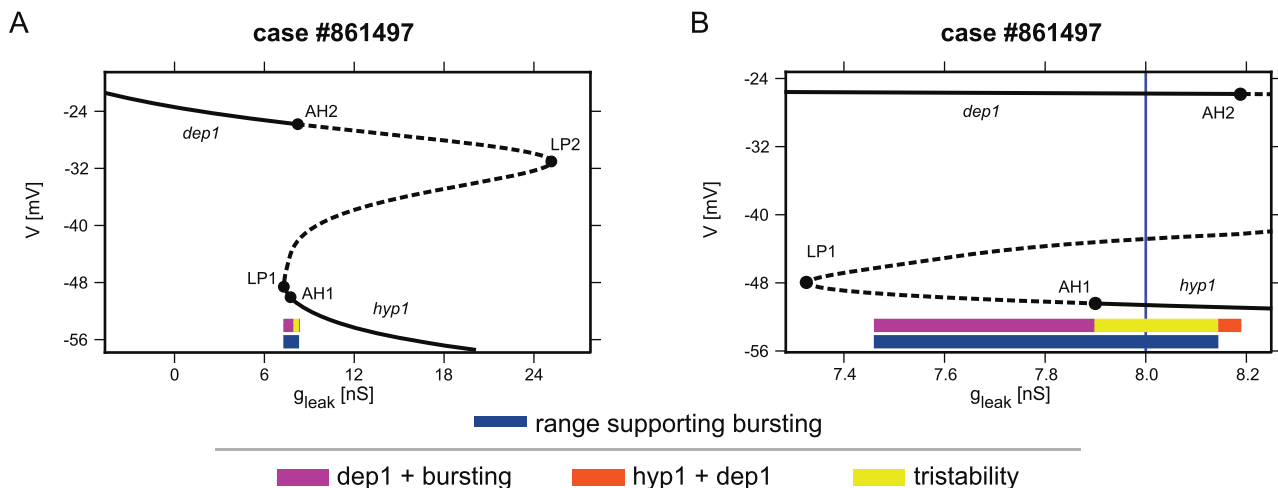 A
case #861497
-24
-32
-40
-48
-56
V [mV]
dep1
AH2
LP2
LP1
AH1
hyp1
0
6
12
18
24
g_leak [nS]
B
case #861497
-24
-32
-40
-48
-56
V [mV]
dep1
AH2
LP1
AH1
hyp1
7.4
7.6
7.8
8.0
8.2
g_leak [nS]
range supporting bursting
dep1 + bursting
hyp1 + dep1
tristability